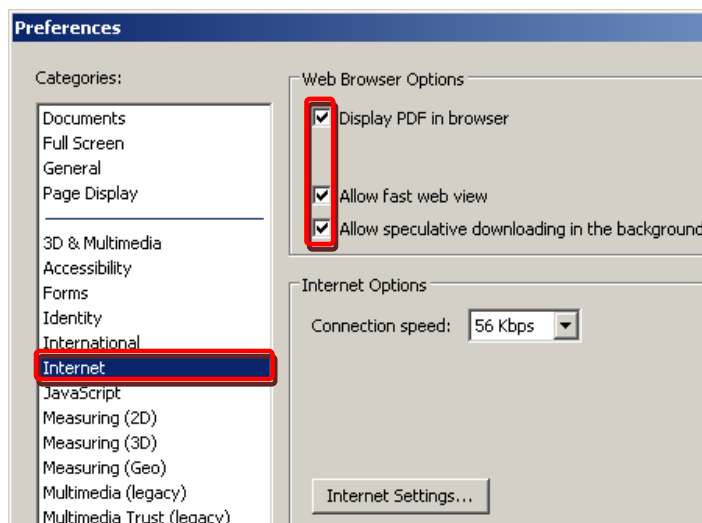 Preferences
Categories:
Documents
Full Screen
General
Page Display
3D & Multimedia
Accessibility
Forms
Identity
International
Internet
JavaScript
Measuring (2D)
Measuring (3D)
Measuring (Geo)
Multimedia (legacy)
Multimedia Trust (legacy)
Web Browser Options
Display PDF in browser
Allow fast web view
Allow speculative downloading in the background
Internet Options
Connection speed: 56 Kbps
Internet Settings...